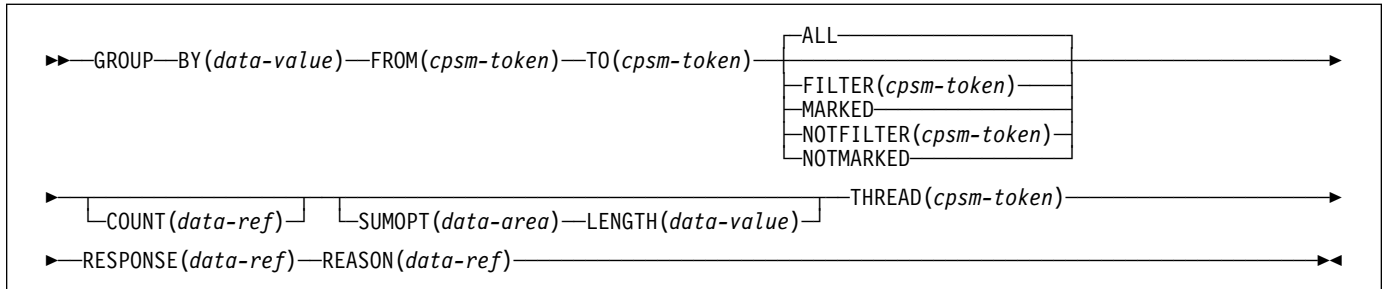 ALL
GROUP BY(data-value) FROM(cpsm-token) TO(cpsm-token)
FILTER(cpsm-token)
MARKED
NOTFILTER(cpsm-token)
NOTMARKED
COUNT(data-ref) SUMOPT(data-area) LENGTH(data-value) THREAD(cpsm-token)
RESPONSE(data-ref) REASON(data-ref)